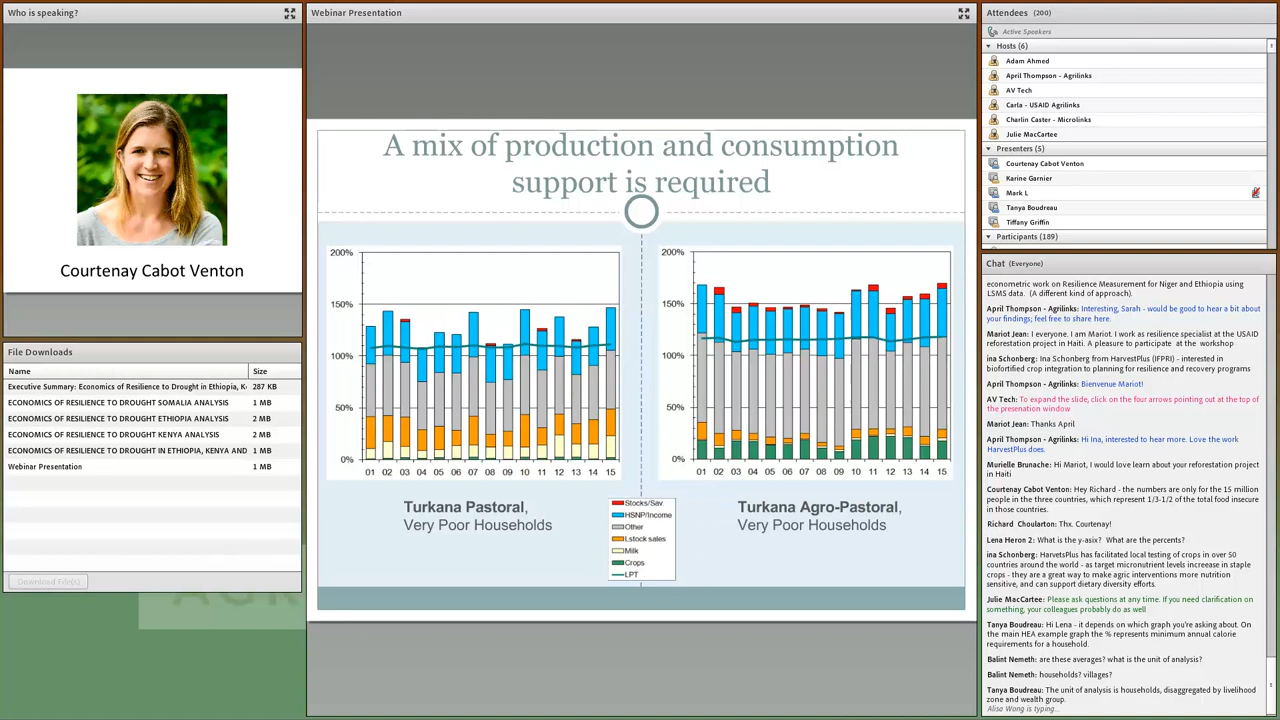 Who is speaking?
Courtenay Cabot Venton
File Downloads
Name Size
Executive Summary: Economics of Resilience to Drought in Ethiopia, K 287 KB
ECONOMICS OF RESILIENCE TO DROUGHT SOMALIA ANALYSIS 1 MB
ECONOMICS OF RESILIENCE TO DROUGHT ETHIOPIA ANALYSIS 2 MB
ECONOMICS OF RESILIENCE TO DROUGHT KENYA ANALYSIS 2 MB
ECONOMICS OF RESILIENCE TO DROUGHT IN ETHIOPIA, KENYA AND 1 MB
Webinar Presentation 1 MB
Download File(s)
Webinar Presentation
A mix of production and consumption
support is required
200%
150%
100%
50%
0%
01 02 03 04 05 06 07 08 09 10 11 12 13 14 15
Turkana Pastoral,
Very Poor Households
200%
150%
100%
50%
0%
01 02 03 04 05 06 07 08 09 10 11 12 13 14 15
Turkana Agro-Pastoral,
Very Poor Households
Stocks/Sav.
HSNP/Income
Other
Lstock sales
Milk
Crops
LPT
Attendees (200)
Active Speakers
Hosts (6)
Adam Ahmed
April Thompson - Agrilinks
AV Tech
Carla - USAID Agrilinks
Charlin Caster - Microlinks
Julie MacCartee
Presenters (5)
Courtenay Cabot Venton
Karine Garnier
Mark L
Tanya Boudreau
Tiffany Griffin
Participants (189)
Chat (Everyone)
econometric work on Resilience Measurement for Niger and Ethiopia using
LSMS data. (A different kind of approach).
April Thompson - Agrilinks: Interesting, Sarah - would be good to hear a bit about
your findings; feel free to share here.
Mariot Jean: I everyone. I am Mariot. I work as resilience specialist at the USAID
reforestation project in Haiti. A pleasure to participate at the workshop
ina Schonberg: Ina Schonberg from HarvestPlus (IFPRI) - interested in
biofortified crop integration to planning for resilience and recovery programs
April Thompson - Agrilinks: Bienvenue Mariot!
AV Tech: To expand the slide, click on the four arrows pointing out at the top of
the presenation window
Mariot Jean: Thanks April
April Thompson - Agrilinks: Hi Ina, interested to hear more. Love the work
HarvestPlus does.
Murielle Brunache: Hi Mariot, I would love learn about your reforestation project
in Haiti
Courtenay Cabot Venton: Hey Richard - the numbers are only for the 15 million
people in the three countries, which represent 1/3-1/2 of the total food insecure
in those countries.
Richard Choularton: Thx. Courtenay!
Lena Heron 2: What is the y-asix? What are the percents?
ina Schonberg: HarvetsPlus has facilitated local testing of crops in over 50
countries around the world - as target micronutrient levels increase in staple
crops - they are a great way to make agric interventions more nutrition
sensitive, and can support dietary diversity efforts.
Julie MacCartee: Please ask questions at any time. If you need clarification on
something, your colleagues probably do as well
Tanya Boudreau: Hi Lena - it depends on which graph you're asking about. On
the main HEA example graph the % represents minimum annual calorie
requirements for a household.
Balint Nemeth: are these averages? what is the unit of analysis?
Balint Nemeth: households? villages?
Tanya Boudreau: The unit of analysis is households, disaggregated by livelihood
zone and wealth group.
Alisa Wong is typing...